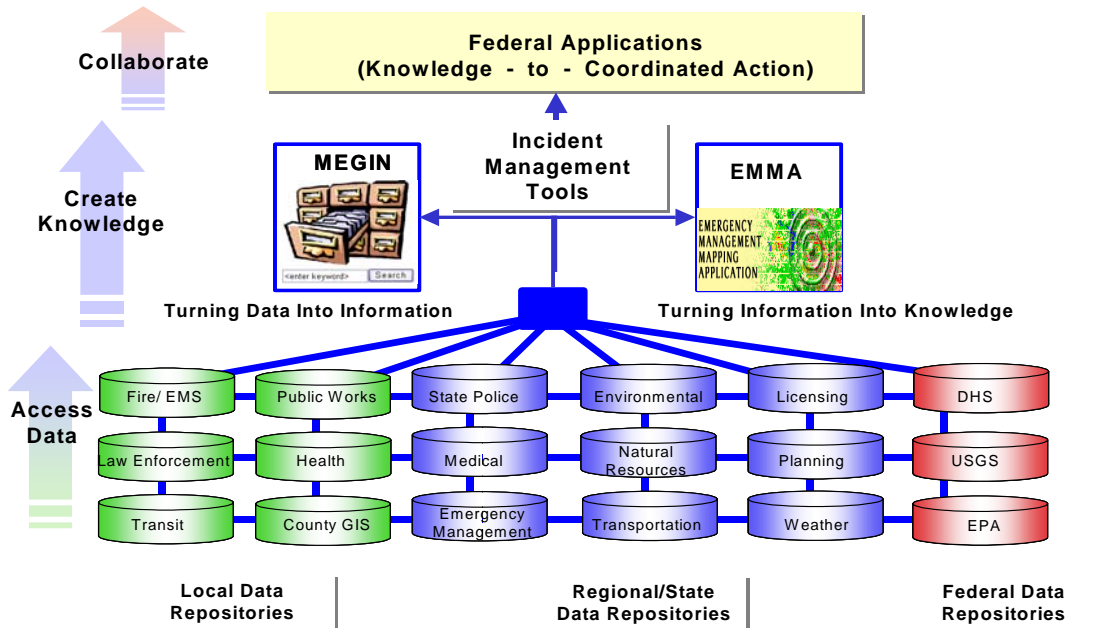 Federal Applications
(Knowledge - to - Coordinated Action)
Collaborate
Incident
Management
Tools
MEGIN
<enter keyword> Search
EMMA
EMERGENCY
MANAGEMENT
MAPPING
APPLICATION
Create
Knowledge
Turning Data Into Information
Turning Information Into Knowledge
Access
Data
Fire/ EMS
Public Works
State Police
Environmental
Licensing
DHS
Law Enforcement
Health
Medical
Natural
Resources
Planning
USGS
Transit
County GIS
Emergency
Management
Transportation
Weather
EPA
Local Data
Repositories
Regional/State
Data Repositories
Federal Data
Repositories